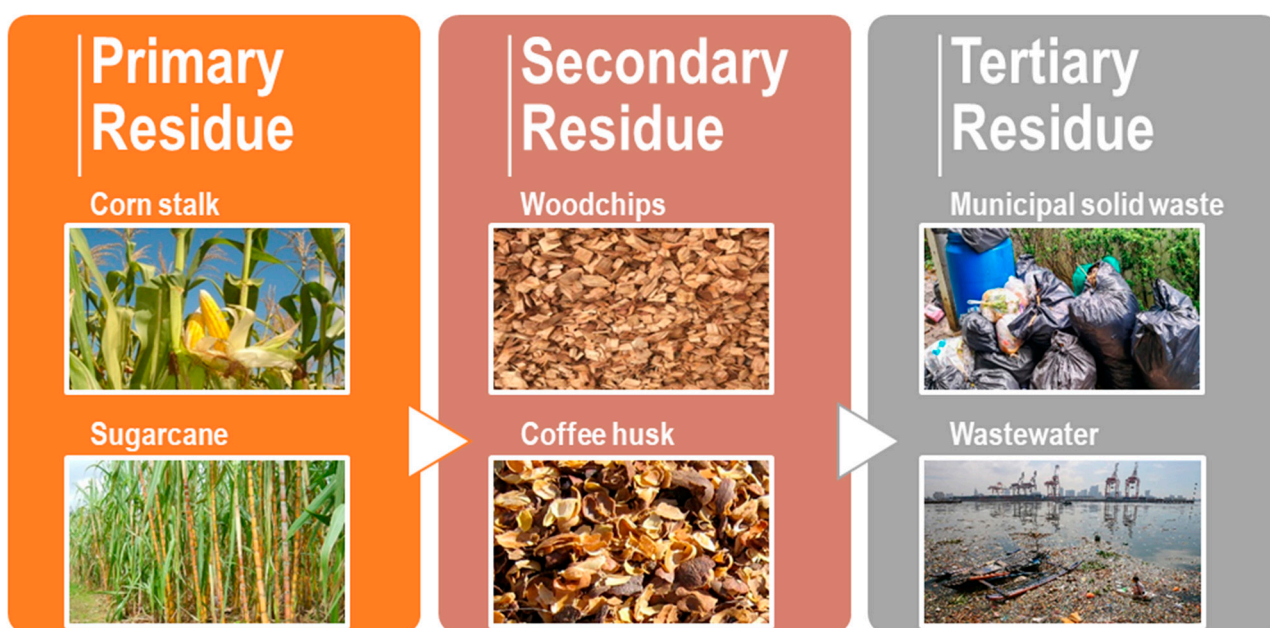 Primary
Residue
Corn stalk
Sugarcane
Secondary
Residue
Woodchips
Coffee husk
Tertiary
Residue
Municipal solid waste
Wastewater